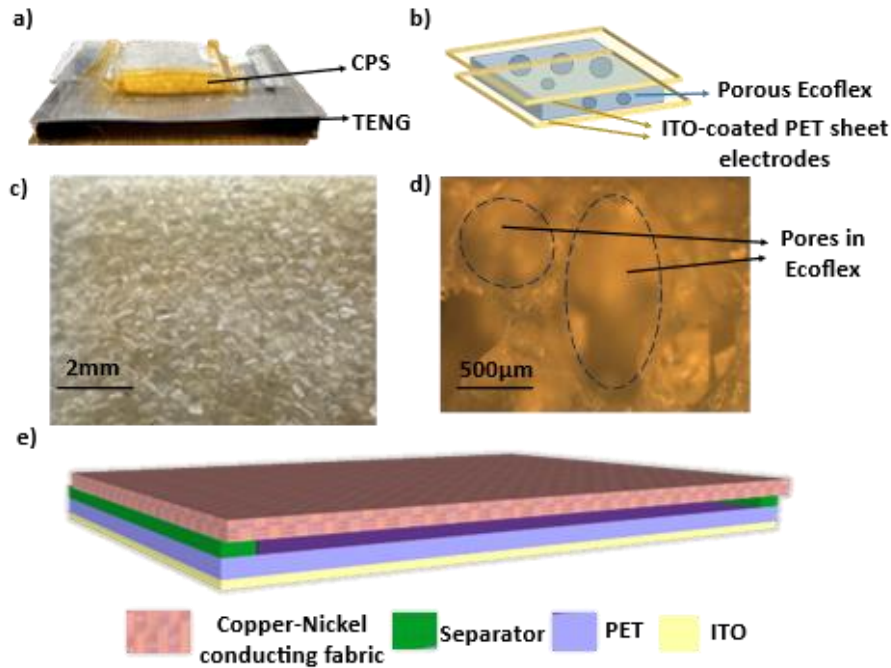 a)
CPS
TENG
b)
Porous Ecoflex
ITO-coated PET sheet
electrodes
c)
2mm
d)
Pores in
Ecoflex
500μm
e)
Copper-Nickel
conducting fabric
Separator
PET
ITO